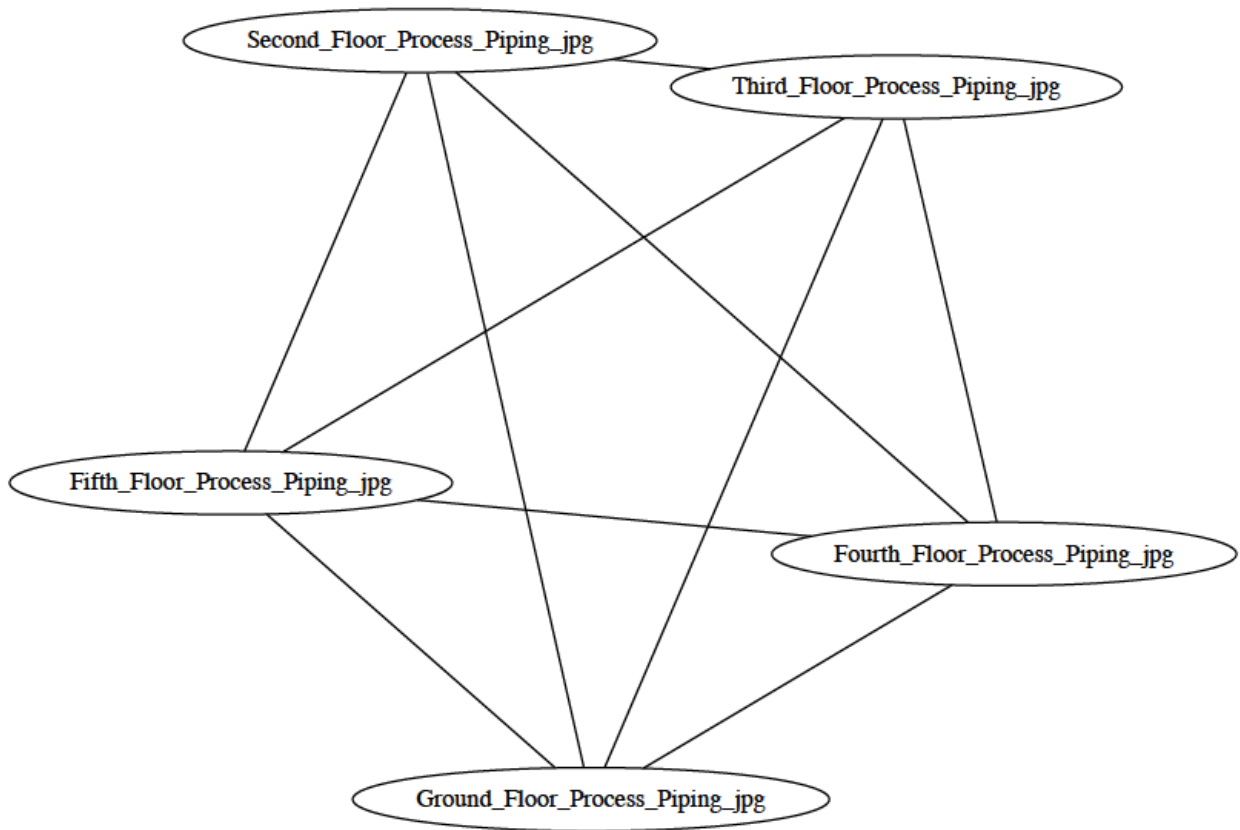 Second_Floor_Process_Piping_jpg
Third_Floor_Process_Piping_jpg
Fifth_Floor_Process_Piping_jpg
Fourth_Floor_Process_Piping_jpg
Ground_Floor_Process_Piping_jpg